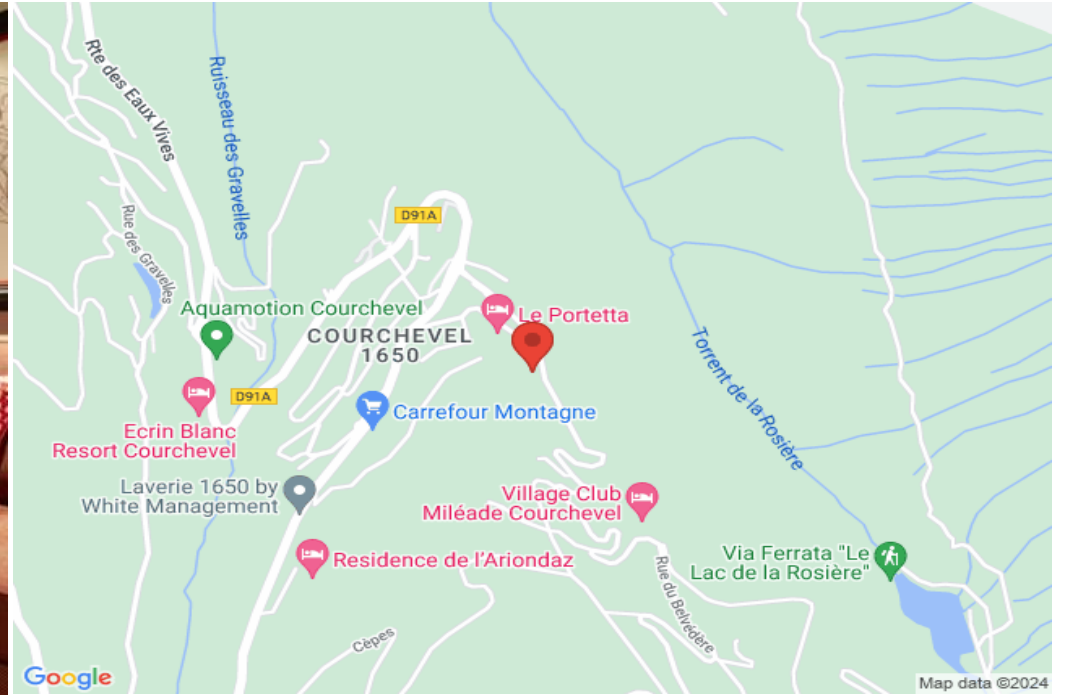 Rte des Eaux Vives
Ruisseau des Gravelles
Rue des Gravelles
D91A
Aquamotion Courchevel
COURCHEVEL
1650
Le Portetta
D91A
Ecrin Blanc
Resort Courchevel
Carrefour Montagne
Torrent de la Rosière
Laverie 1650 by
White Management
Village Club
Miléade Courchevel
Residence de l'Ariondaz
Via Ferrata "Le
Lac de la Rosière"
Rue du Belvédère
Cèpes
Google
Map data ©2024